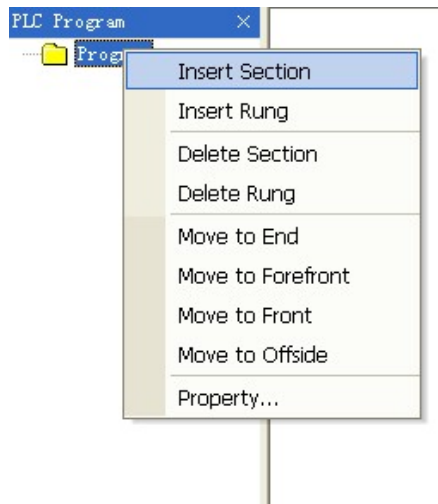 PLC Program
Insert Section
Insert Rung
Delete Section
Delete Rung
Move to End
Move to Forefront
Move to Front
Move to Offside
Property...